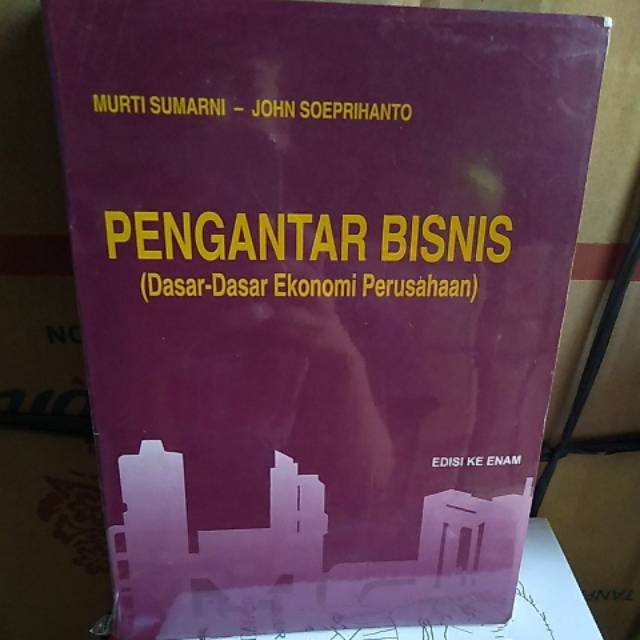 MURTI SUMARNI – JOHN SOEPRIHANTO
PENGANTAR BISNIS
(Dasar-Dasar Ekonomi Perusahaan)
EDISI KE ENAM